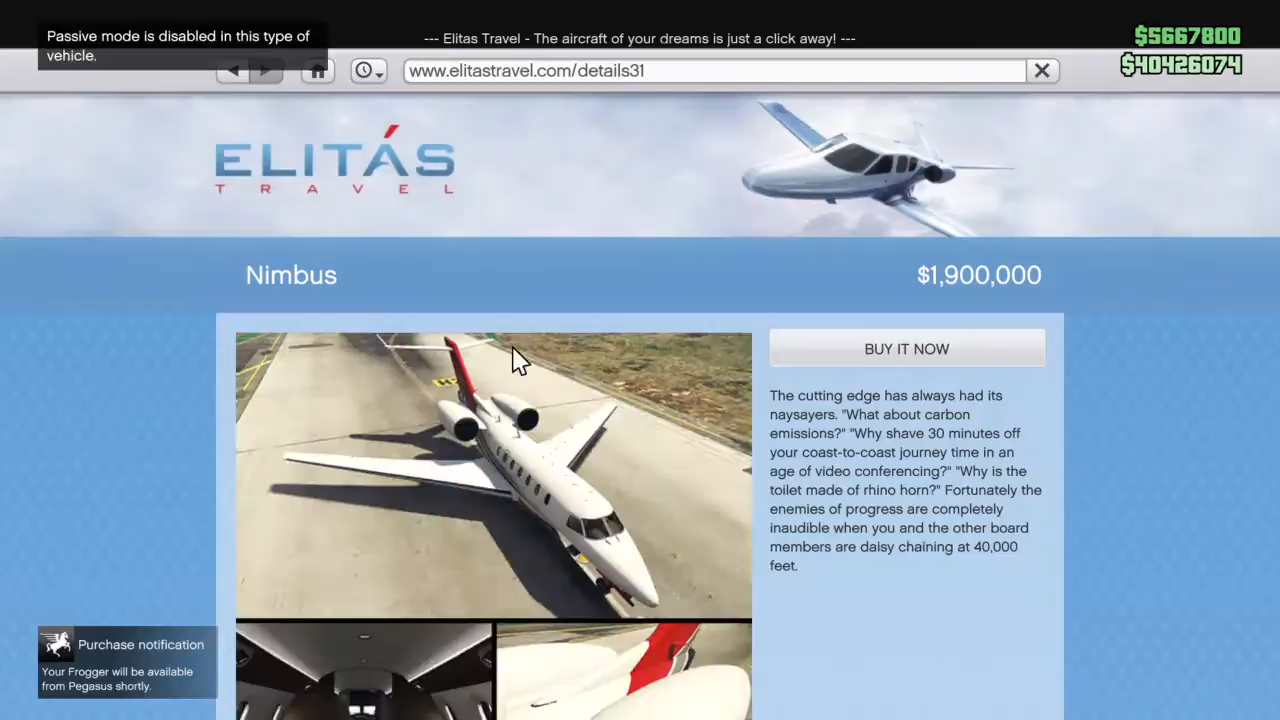 Passive mode is disabled in this type of
vehicle.
--- Elitas Travel - The aircraft of your dreams is just a click away! ---
$5667800
$40426074
www.elitastravel.com/details31
ELITÁS
TRAVEL
Nimbus
$1,900,000
BUY IT NOW
The cutting edge has always had its
naysayers. "What about carbon
emissions?" "Why shave 30 minutes off
your coast-to-coast journey time in an
age of video conferencing?" "Why is the
toilet made of rhino horn?" Fortunately the
enemies of progress are completely
inaudible when you and the other board
members are daisy chaining at 40,000
feet.
Purchase notification
Your Frogger will be available
from Pegasus shortly.